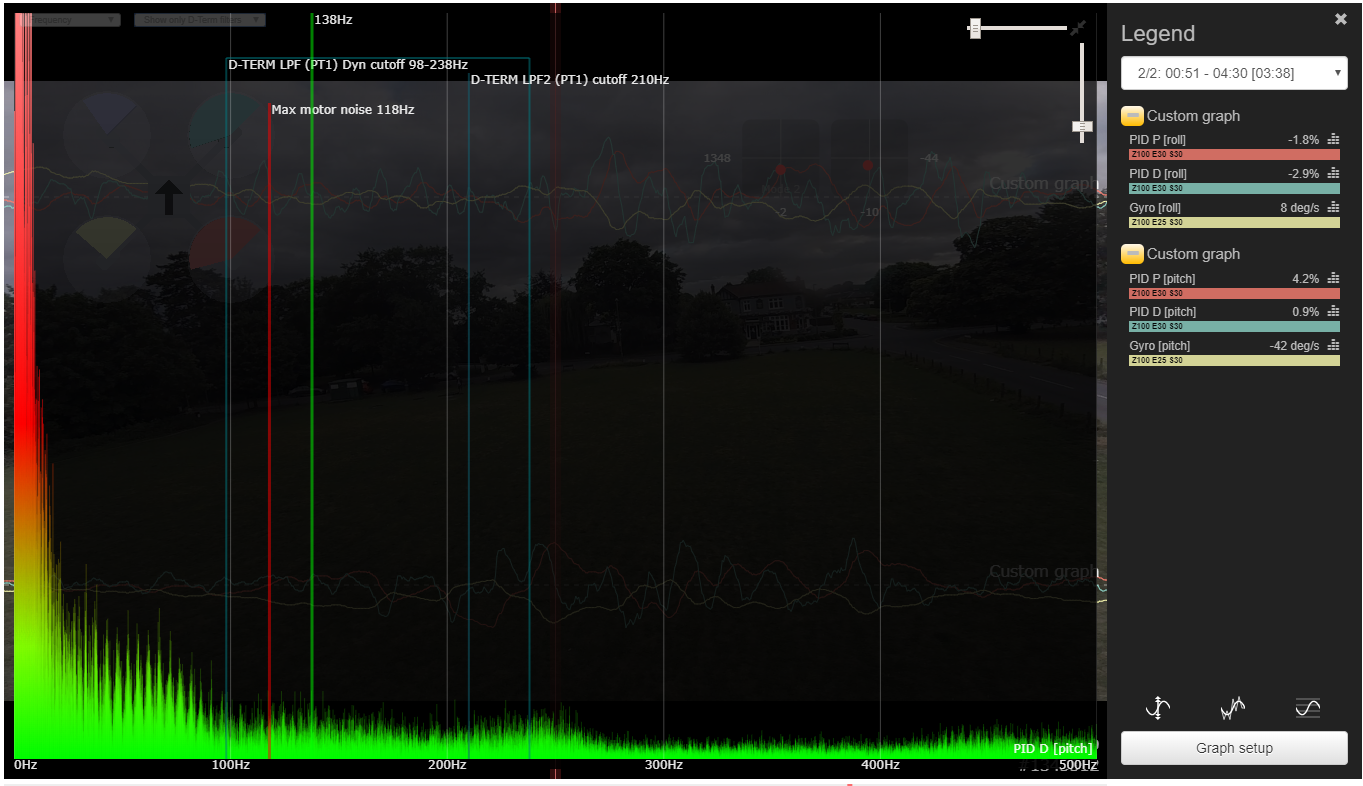 Frequency
Show only D-Term filters
138Hz
D-TERM LPF (PT1) Dyn cutoff 98-238Hz
D-TERM LPF2 (PT1) cutoff 210Hz
Max motor noise 118Hz
1348
-44
Custom graph
-2
-10
Custom graph
PID D [pitch]
0Hz
100Hz
200Hz
300Hz
400Hz
500Hz
Legend
2/2: 00:51 - 04:30 [03:38]
Custom graph
PID P [roll] -1.8%
Z100 E30 S30
PID D [roll] -2.9%
Z100 E30 S30
Gyro [roll] 8 deg/s
Z100 E25 S30
Custom graph
PID P [pitch] 4.2%
Z100 E30 S30
PID D [pitch] 0.9%
Z100 E30 S30
Gyro [pitch] -42 deg/s
Z100 E25 S30
Graph setup